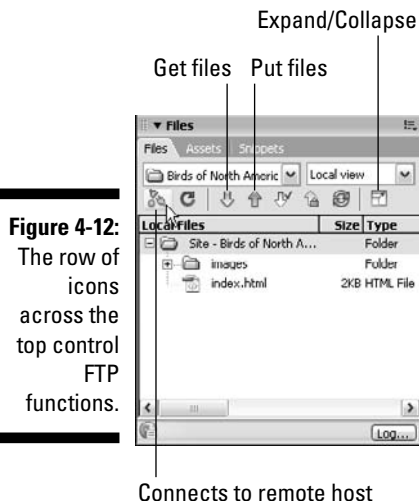 Expand/Collapse
Get files Put files
Files
Files Assets Snippets
Birds of North Americ Local view
Local Files Size Type
Site - Birds of North A... Folder
images Folder
index.html 2KB HTML File
Log...
Figure 4-12:
The row of
icons
across the
top control
FTP
functions.
Connects to remote host